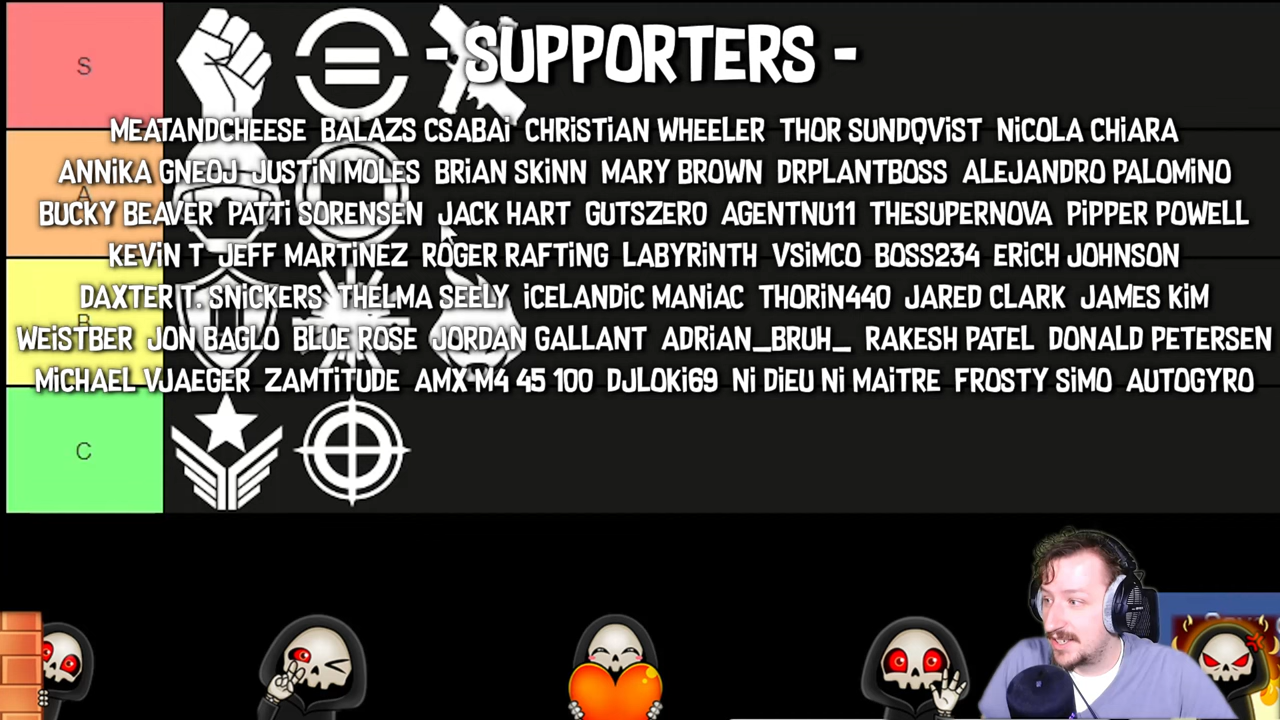 S
- SUPPORTERS -
MEATANDCHEESE BALAZS CSABAi CHRiSTiAN WHEELER THOR SUNDQViST NiCOLA CHiARA
ANNiKA GNEOJ JUSTiN MOLES BRiAN SKiNN MARY BROWN DRPLANTBOSS ALEJANDRO PALOMiNO
A
BUCKY BEAVER PATTi SORENSEN JACK HART GUTSZERO AGENTNU11 THESUPERNOVA PiPPER POWELL
KEViN T JEFF MARTiNEZ ROGER RAFTiNG LABYRiNTH VSiMCO BOSS234 ERiCH JOHNSON
DAXTER T. SNiCKERS THELMA SEELY iCELANDiC MANiAC THORiN440 JARED CLARK JAMES KiM
B
WEiSTBER JON BAGLO BLUE ROSE JORDAN GALLANT ADRiAN_BRUH_ RAKESH PATEL DONALD PETERSEN
MiCHAEL VJAEGER ZAMTiTUDE AMX M4 45 100 DJLOKi69 Ni DiEU Ni MAiTRE FROSTY SiMO AUTOGYRO
C